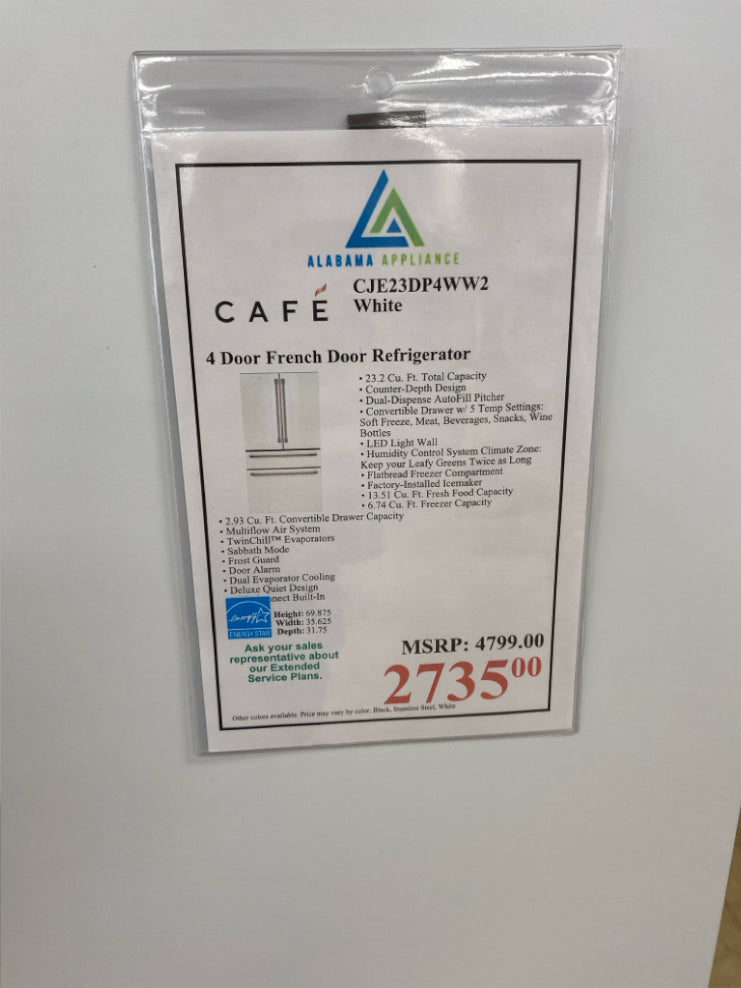 ALABAMA APPLIANCE
CAFÉ
CJE23DP4WW2
White
4 Door French Door Refrigerator
• 23.2 Cu. Ft. Total Capacity
• Counter-Depth Design
• Dual-Dispense AutoFill Pitcher
• Convertible Drawer w/ 5 Temp Settings:
Soft Freeze, Meat, Beverages, Snacks, Wine
Bottles
• LED Light Wall
• Humidity Control System Climate Zone:
Keep your Leafy Greens Twice as Long
• Flatbread Freezer Compartment
• Factory-Installed Icemaker
• 13.51 Cu. Ft. Fresh Food Capacity
• 6.74 Cu. Ft. Freezer Capacity
• 2.93 Cu. Ft. Convertible Drawer Capacity
• Multiflow Air System
• TwinChill™ Evaporators
• Sabbath Mode
• Frost Guard
• Door Alarm
• Dual Evaporator Cooling
• Deluxe Quiet Design
nect Built-In
energy
ENERGY STAR
Height: 69.875
Width: 35.625
Depth: 31.75
Ask your sales
representative about
our Extended
Service Plans.
MSRP: 4799.00
273500
Other colors available. Price may vary by color. Black, Stainless Steel, White